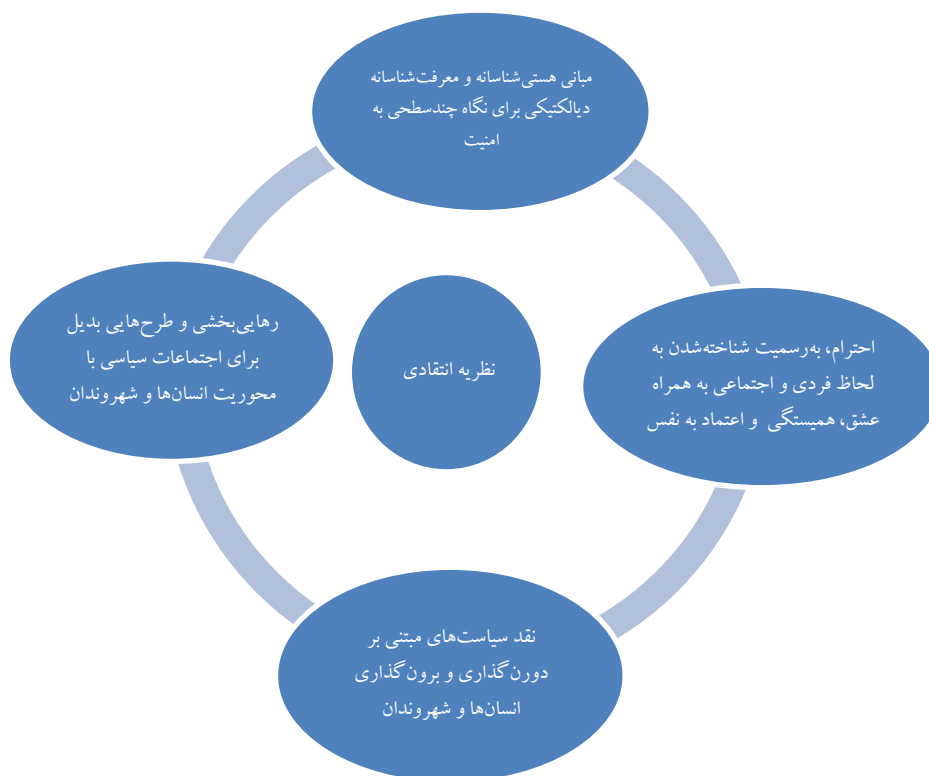 مبانی هستی‌شناسانه و معرفت‌شناسانه
دیالکتیکی برای نگاه چندسطحی به
امنیت
احترام، به‌رسمیت شناخته‌شدن به
لحاظ فردی و اجتماعی به همراه
عشق، همیستگی و اعتماد به نفس
نظریه انتقادی
رهایی‌بخشی و طرح‌هایی بدیل
برای اجتماعات سیاسی با
محوریت انسان‌ها و شهروندان
نقد سیاست‌های مبتنی بر
دورن‌گذاری و برون‌گذاری
انسان‌ها و شهروندان